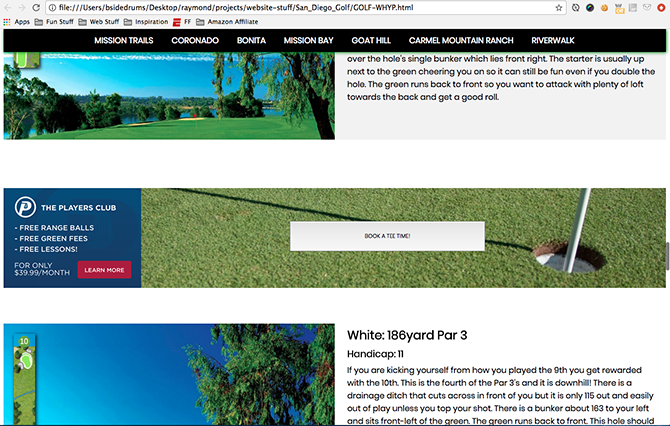 file:///Users/bsidedrums/Desktop/raymond/projects/website-stuff/San_Diego_Golf/GOLF-WHYP.html
Apps Fun Stuff Web Stuff Inspiration FF Amazon Affiliate
MISSION TRAILS CORONADO BONITA MISSION BAY GOAT HILL CARMEL MOUNTAIN RANCH RIVERWALK
over the hole's single bunker which lies front right. The starter is usually up
next to the green cheering you on so it can still be fun even if you double the
hole. The green runs back to front so you want to attack with plenty of loft
towards the back and get a good roll.
THE PLAYERS CLUB
- FREE RANGE BALLS
- FREE GREEN FEES
- FREE LESSONS!
FOR ONLY
$39.99/MONTH
LEARN MORE
BOOK A TEE TIME!
10
White: 186yard Par 3
Handicap: 11
If you are kicking yourself from how you played the 9th you get rewarded
with the 10th. This is the fourth of the Par 3's and it is downhill! There is a
drainage ditch that cuts across in front of you but it is only 115 out and easily
out of play unless you top your shot. There is a bunker about 163 to your left
and sits front-left of the green. The green runs back to front. This hole should